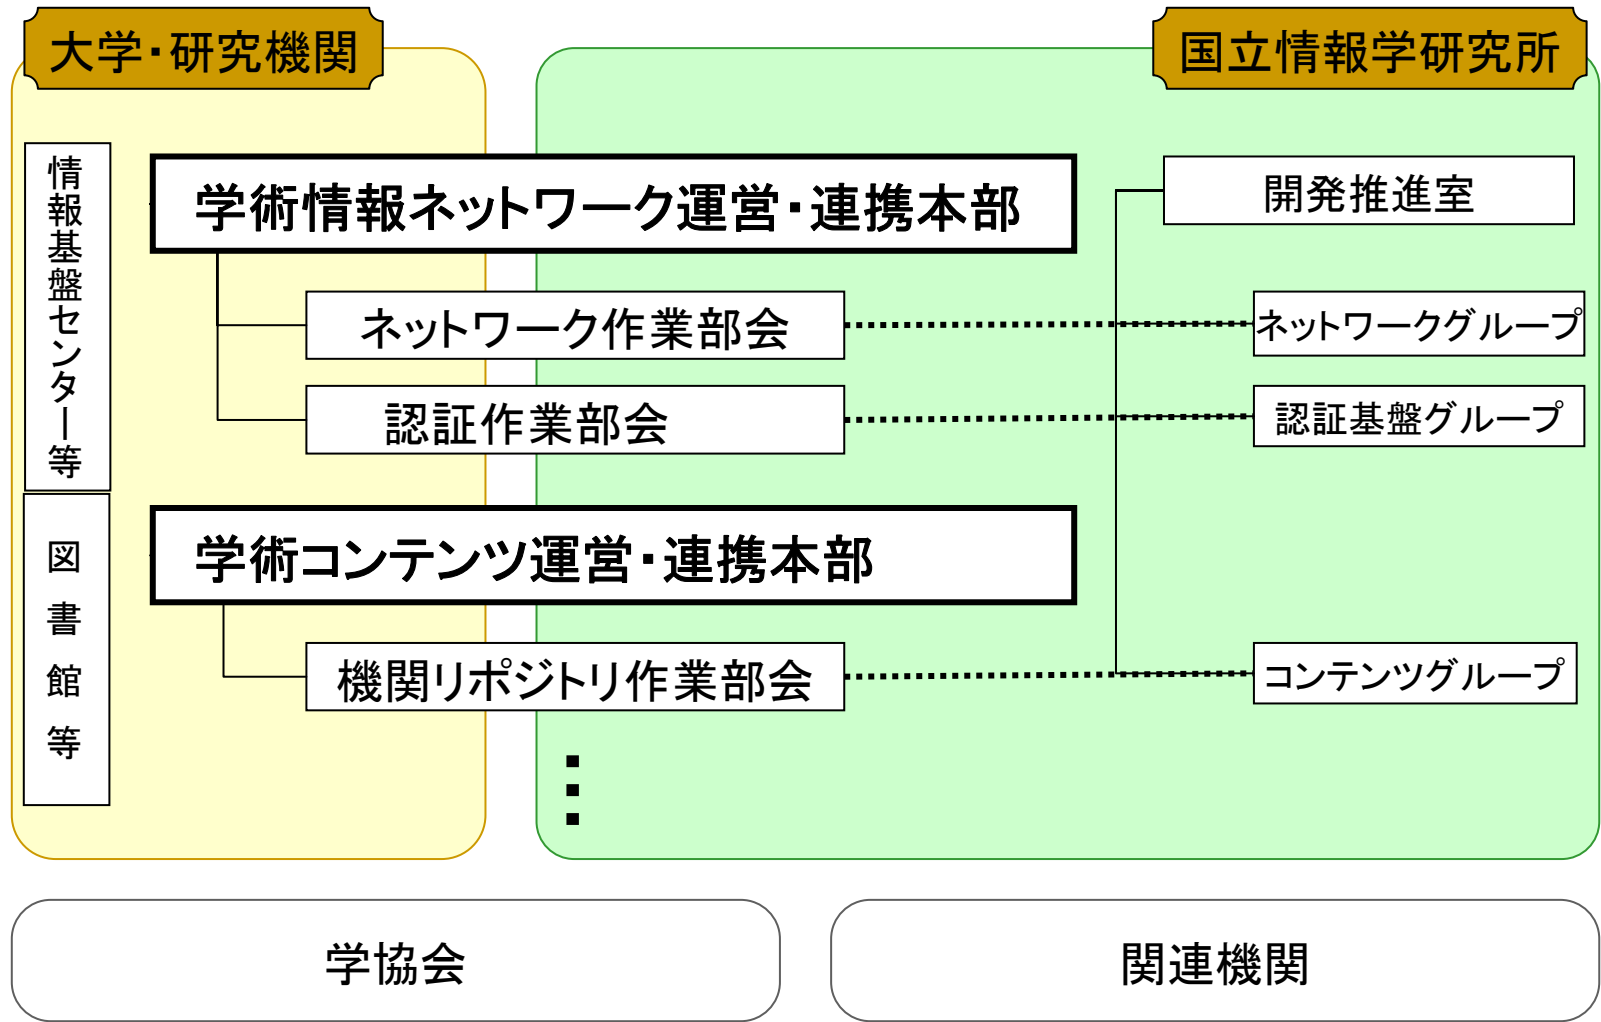 大学・研究機関
国立情報学研究所
情報基盤センター等
学術情報ネットワーク運営・連携本部
開発推進室
ネットワーク作業部会
ネットワークグループ
認証作業部会
認証基盤グループ
図書館等
学術コンテンツ運営・連携本部
機関リポジトリ作業部会
コンテンツグループ
学協会
関連機関